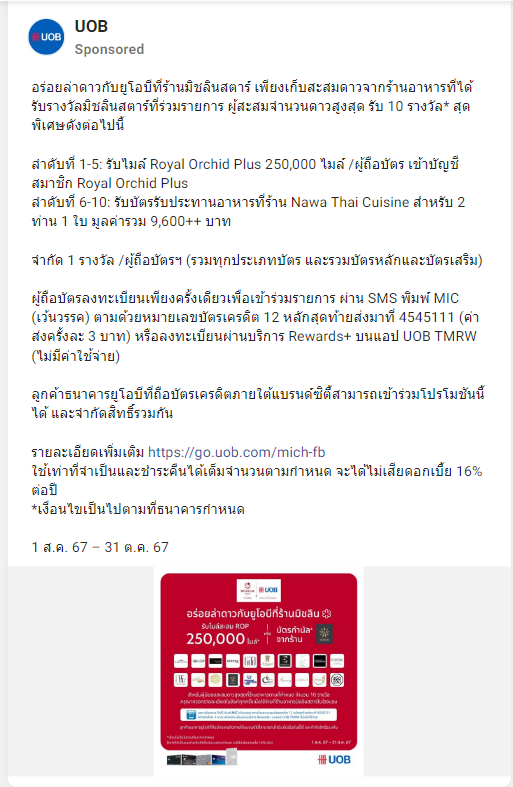 UOB
Sponsored
อร่อยล่าดาวกับยูโอบีที่ร้านมิชลินสตาร์ เพียงเก็บสะสมดาวจากร้านอาหารที่ได้
รับรางวัลมิชลินสตาร์ที่ร่วมรายการ ผู้สะสมจำนวนดาวสูงสุด รับ 10 รางวัล* สุด
พิเศษดังต่อไปนี้
ลำดับที่ 1-5: รับไมล์ Royal Orchid Plus 250,000 ไมล์ /ผู้ถือบัตร เข้าบัญชี
สมาชิก Royal Orchid Plus
ลำดับที่ 6-10: รับบัตรรับประทานอาหารที่ร้าน Nawa Thai Cuisine สำหรับ 2
ท่าน 1 ใบ มูลค่ารวม 9,600++ บาท
จำกัด 1 รางวัล /ผู้ถือบัตรฯ (รวมทุกประเภทบัตร และรวมบัตรหลักและบัตรเสริม)
ผู้ถือบัตรลงทะเบียนเพียงครั้งเดียวเพื่อเข้าร่วมรายการ ผ่าน SMS พิมพ์ MIC
(เว้นวรรค) ตามด้วยหมายเลขบัตรเครดิต 12 หลักสุดท้ายส่งมาที่ 4545111 (ค่า
ส่งครั้งละ 3 บาท) หรือลงทะเบียนผ่านบริการ Rewards+ บนแอป UOB TMRW
(ไม่มีค่าใช้จ่าย)
ลูกค้าธนาคารยูโอบีที่ถือบัตรเครดิตภายใต้แบรนด์ซิตี้สามารถเข้าร่วมโปรโมชันนี้
ได้ และจำกัดสิทธิ์รวมกัน
รายละเอียดเพิ่มเติม https://go.uob.com/mich-fb
ใช้เท่าที่จำเป็นและชำระคืนได้เต็มจำนวนตามกำหนด จะได้ไม่เสียดอกเบี้ย 16%
ต่อปี
*เงื่อนไขเป็นไปตามที่ธนาคารกำหนด
1 ส.ค. 67 – 31 ต.ค. 67
UOB
อร่อยล่าดาวกับยูโอบีที่ร้านมิชลิน
รับไมล์สะสม ROP
250,000 ไมล์*
หรือ
บัตรกำนัล*
จากร้าน
1 ส.ค. 67 - 31 ต.ค. 67
UOB